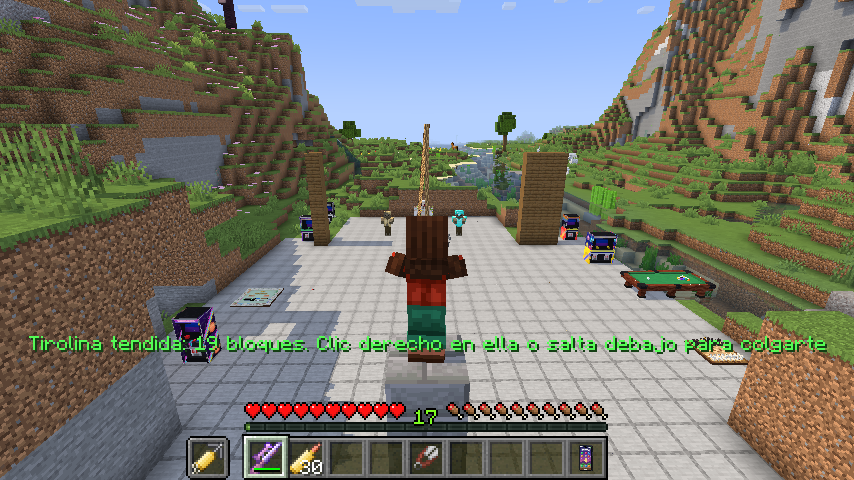 Tirolina tendida: 19 bloques. Clic derecho en ella o salta debajo para colgarte
17
30